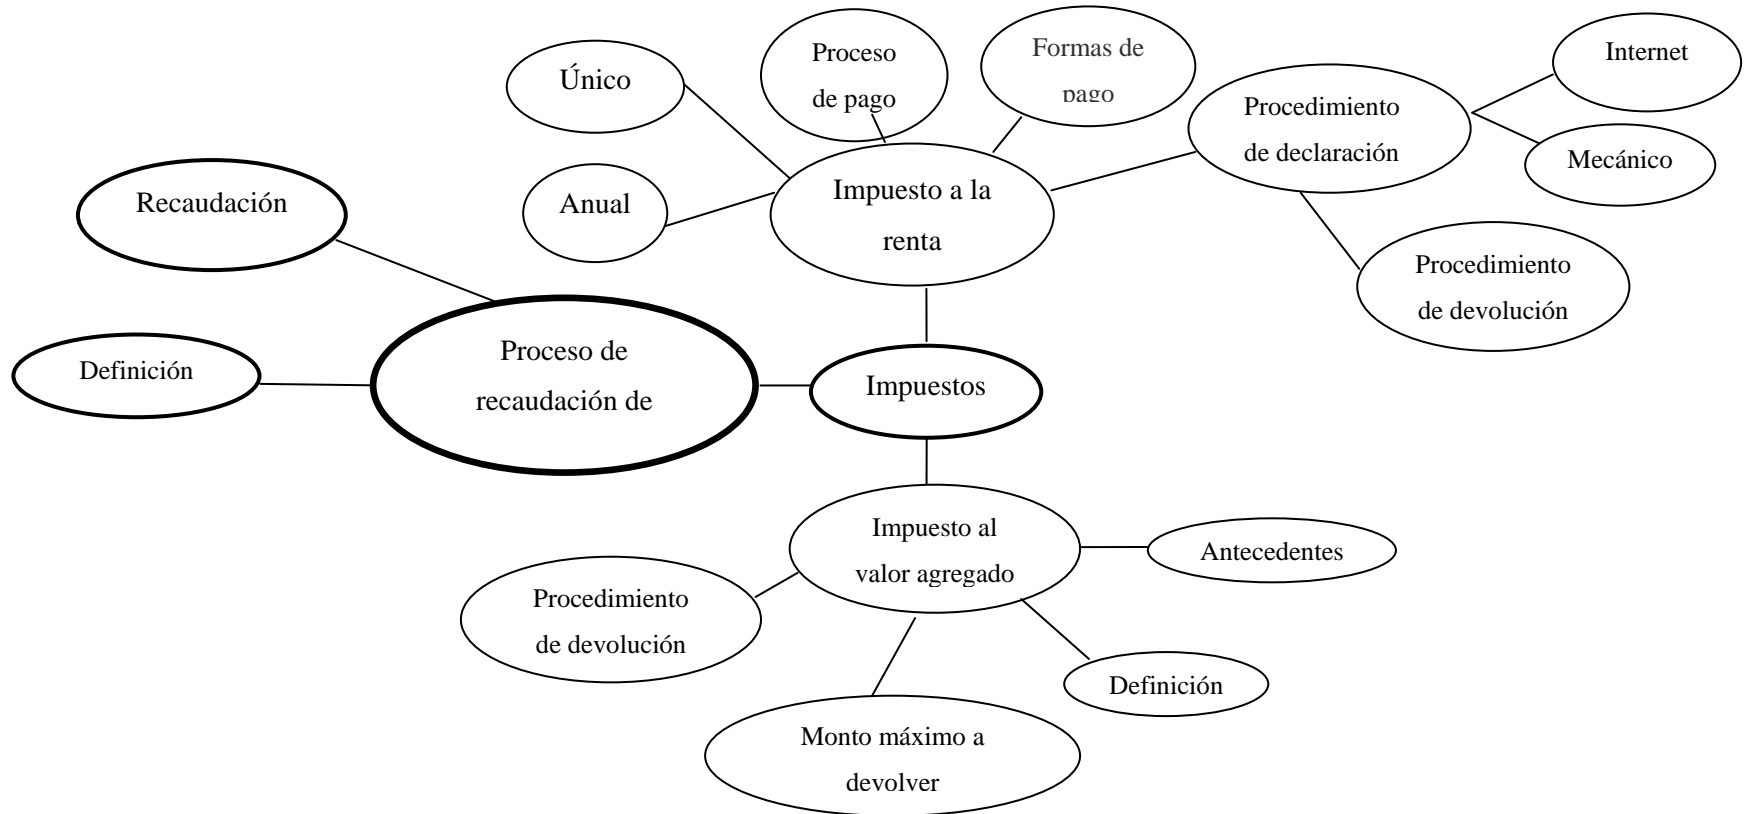 Único
Proceso
de pago
Formas de
pago
Internet
Procedimiento
de declaración
Mecánico
Recaudación
Anual
Impuesto a la
renta
Procedimiento
de devolución
Definición
Proceso de
recaudación de
Impuestos
Impuesto al
valor agregado
Antecedentes
Procedimiento
de devolución
Definición
Monto máximo a
devolver